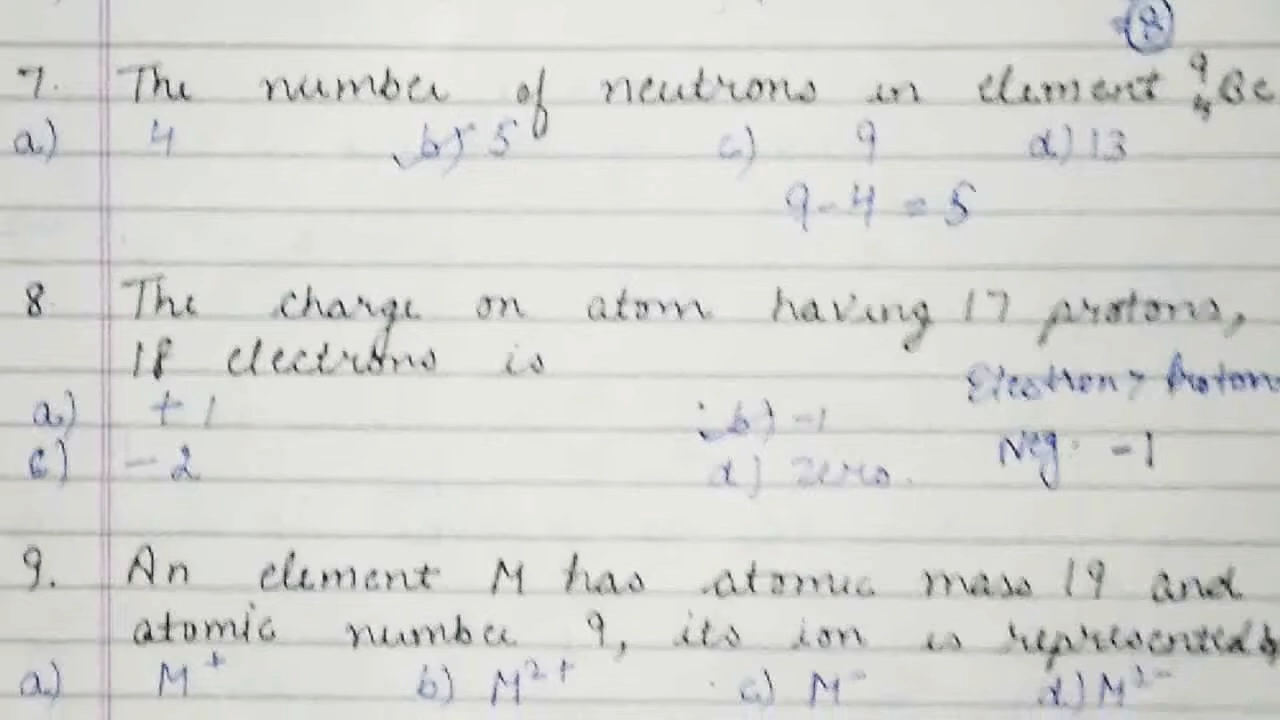 8
7. The number of neutrons in element ⁹₄Be
a) 4 b) 5 c) 9 d) 13
9 - 4 = 5
8 The charge on atom having 17 protons,
18 electrons is
Electron > Protons
a) +1 b) -1
Neg. -1
c) -2 d) zero.
9. An element M has atomic mass 19 and
atomic number 9, its ion is represented by
a) M⁺ b) M²⁺ c) M⁻ d) M²⁻